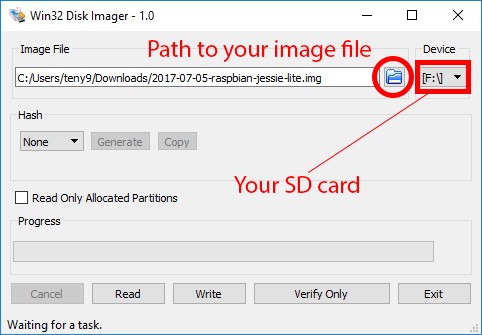 Win32 Disk Imager - 1.0
Image File
Path to your image file
Device
C:/Users/teny9/Downloads/2017-07-05-raspbian-jessie-lite.img
[F:\]
Hash
None
Generate
Copy
Your SD card
Read Only Allocated Partitions
Progress
Cancel
Read
Write
Verify Only
Exit
Waiting for a task.